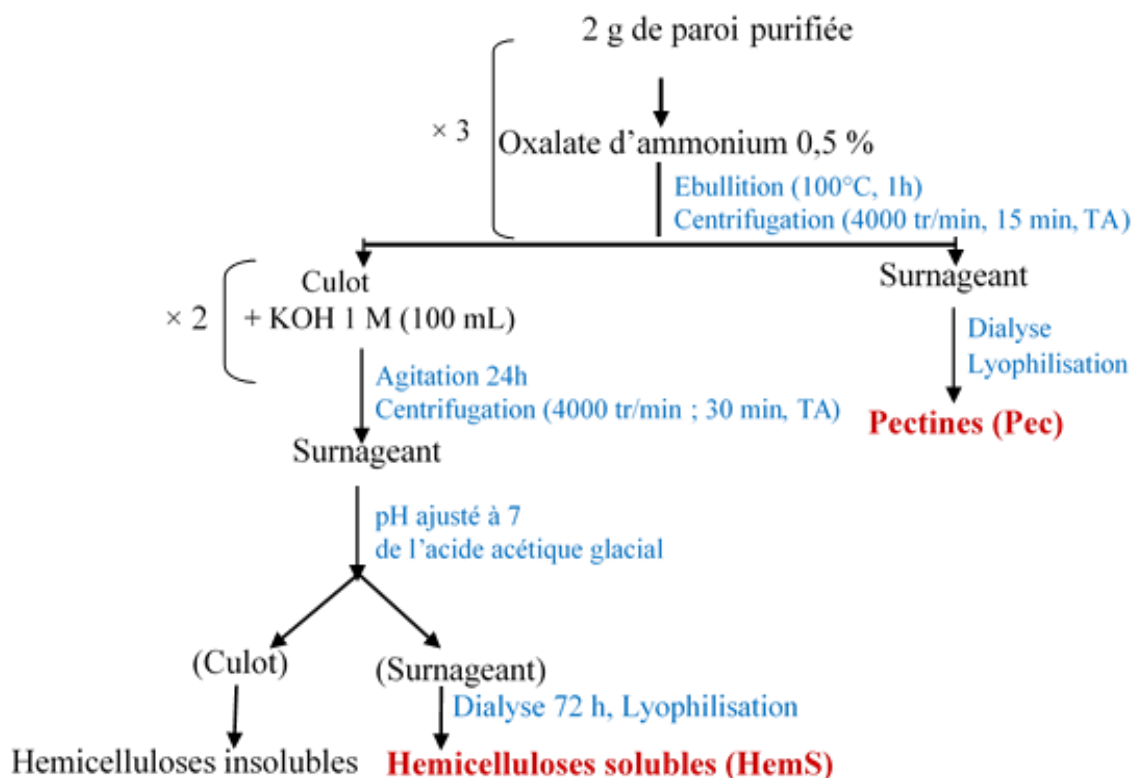 2 g de paroi purifiée
× 3
Oxalate d’ammonium 0,5 %
Ebullition (100°C, 1h)
Centrifugation (4000 tr/min, 15 min, TA)
Culot
Surnageant
× 2
+ KOH 1 M (100 mL)
Dialyse
Lyophilisation
Agitation 24h
Centrifugation (4000 tr/min ; 30 min, TA)
Pectines (Pec)
Surnageant
pH ajusté à 7
de l’acide acétique glacial
(Culot)
(Surnageant)
Dialyse 72 h, Lyophilisation
Hemicelluloses insolubles
Hemicelluloses solubles (HemS)